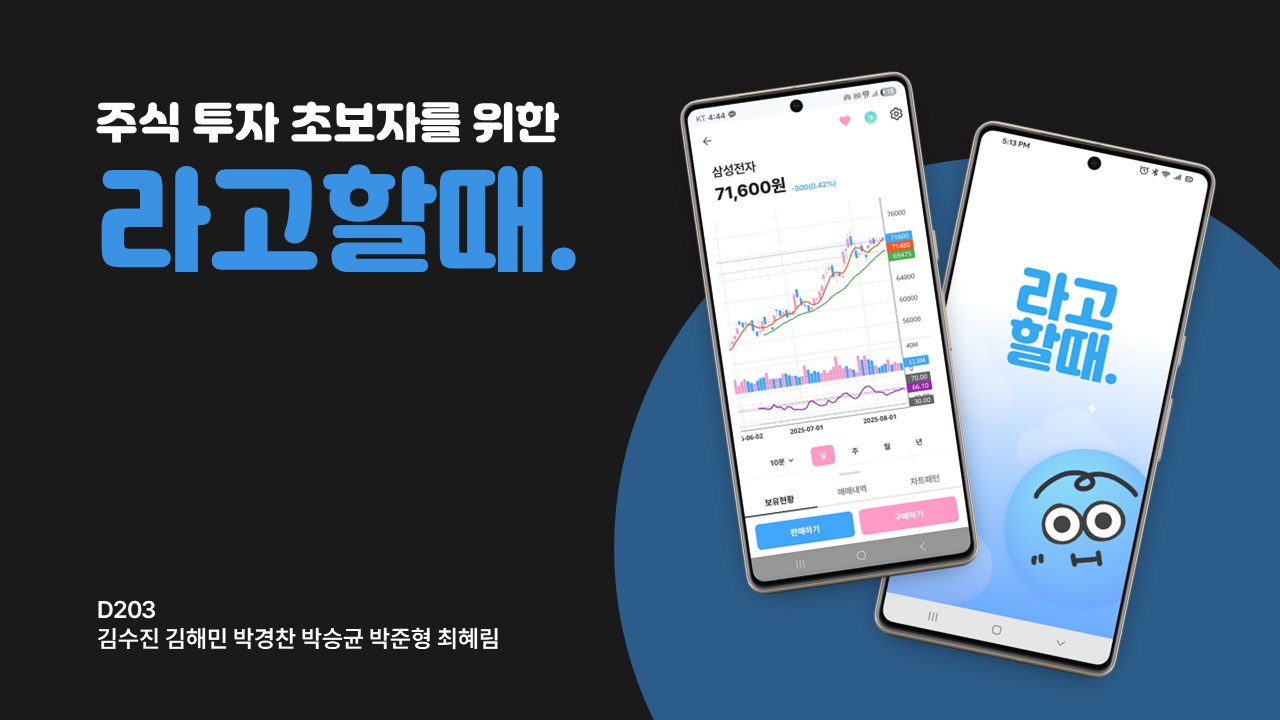 주식 투자 초보자를 위한
라고할때.
D203
김수진 김해민 박경찬 박승균 박준형 최혜림
KT 4:44
삼성전자
71,600원 -300(0.42%)
76000
71600
71480
69475
64000
60000
56000
40M
11.8M
0
70.00
66.10
30.00
5-06-02 2025-07-01 2025-08-01
10분 일 주 월 년
보유현황 매매내역 차트패턴
판매하기 구매하기
5:13 PM
라고
할때.